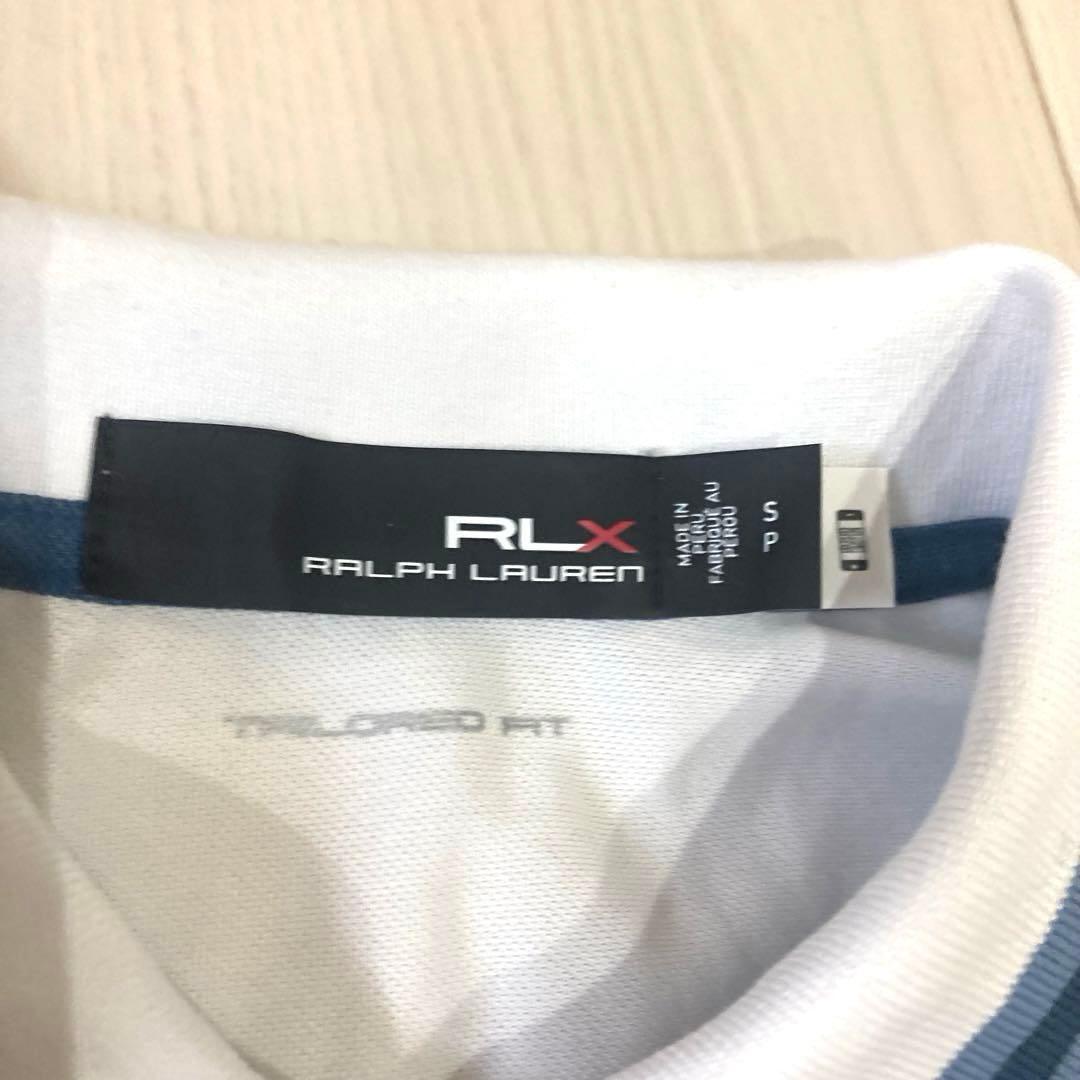 RLX
RALPH LAUREN
MADE IN
PERU,
FABRIQUÉ AU
PÉROU
S
P
TAILORED FIT